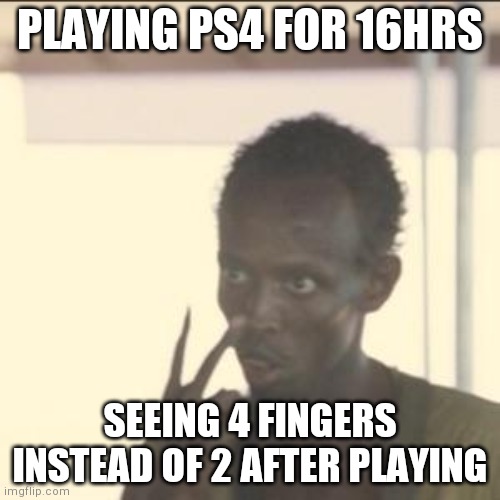 PLAYING PS4 FOR 16HRS
SEEING 4 FINGERS
INSTEAD OF 2 AFTER PLAYING
imgflip.com